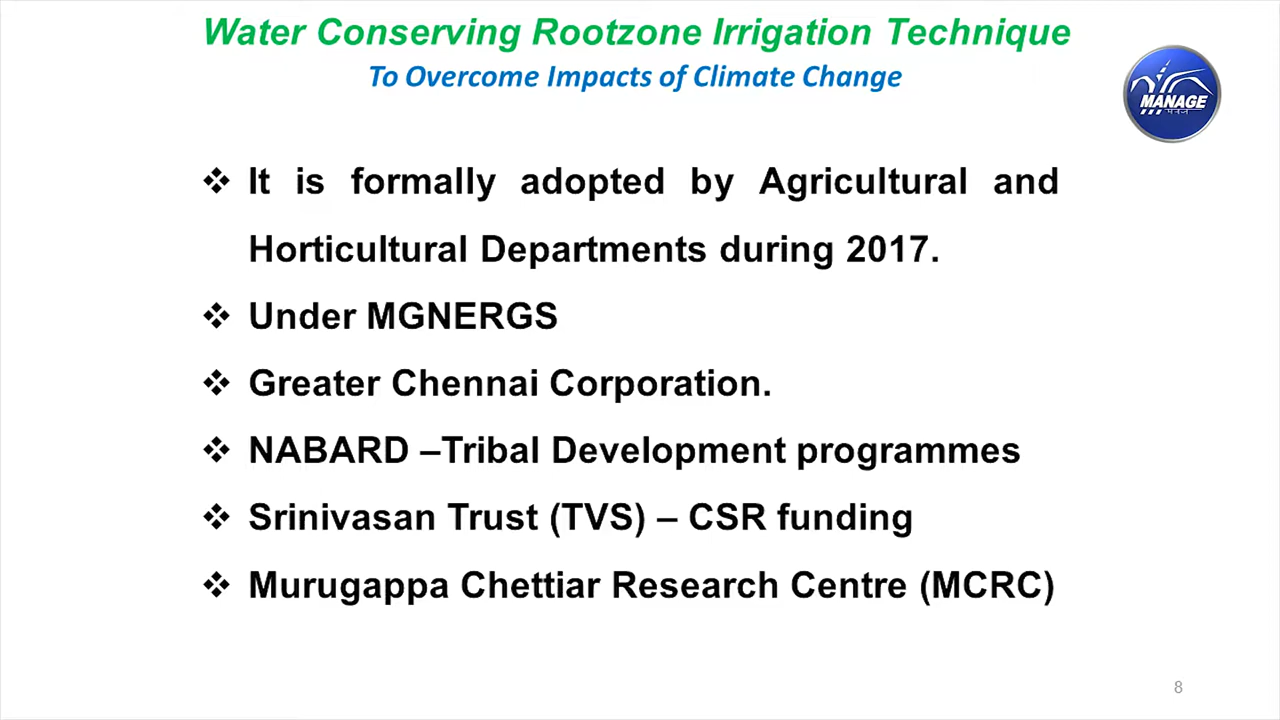 Water Conserving Rootzone Irrigation Technique
To Overcome Impacts of Climate Change
MANAGE
मैनेज
❖ It is formally adopted by Agricultural and
Horticultural Departments during 2017.
❖ Under MGNERGS
❖ Greater Chennai Corporation.
❖ NABARD –Tribal Development programmes
❖ Srinivasan Trust (TVS) – CSR funding
❖ Murugappa Chettiar Research Centre (MCRC)
8